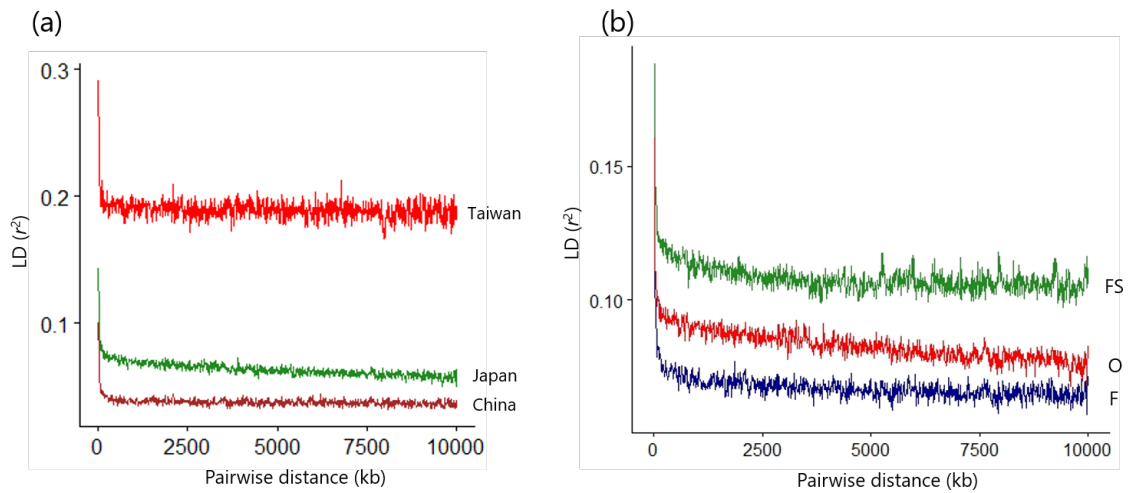 (a)
0.3
0.2
0.1
LD (r²)
Taiwan
Japan
China
0 2500 5000 7500 10000
Pairwise distance (kb)
(b)
0.15
0.10
LD (r²)
FS
O
F
0 2500 5000 7500 10000
Pairwise distance (kb)